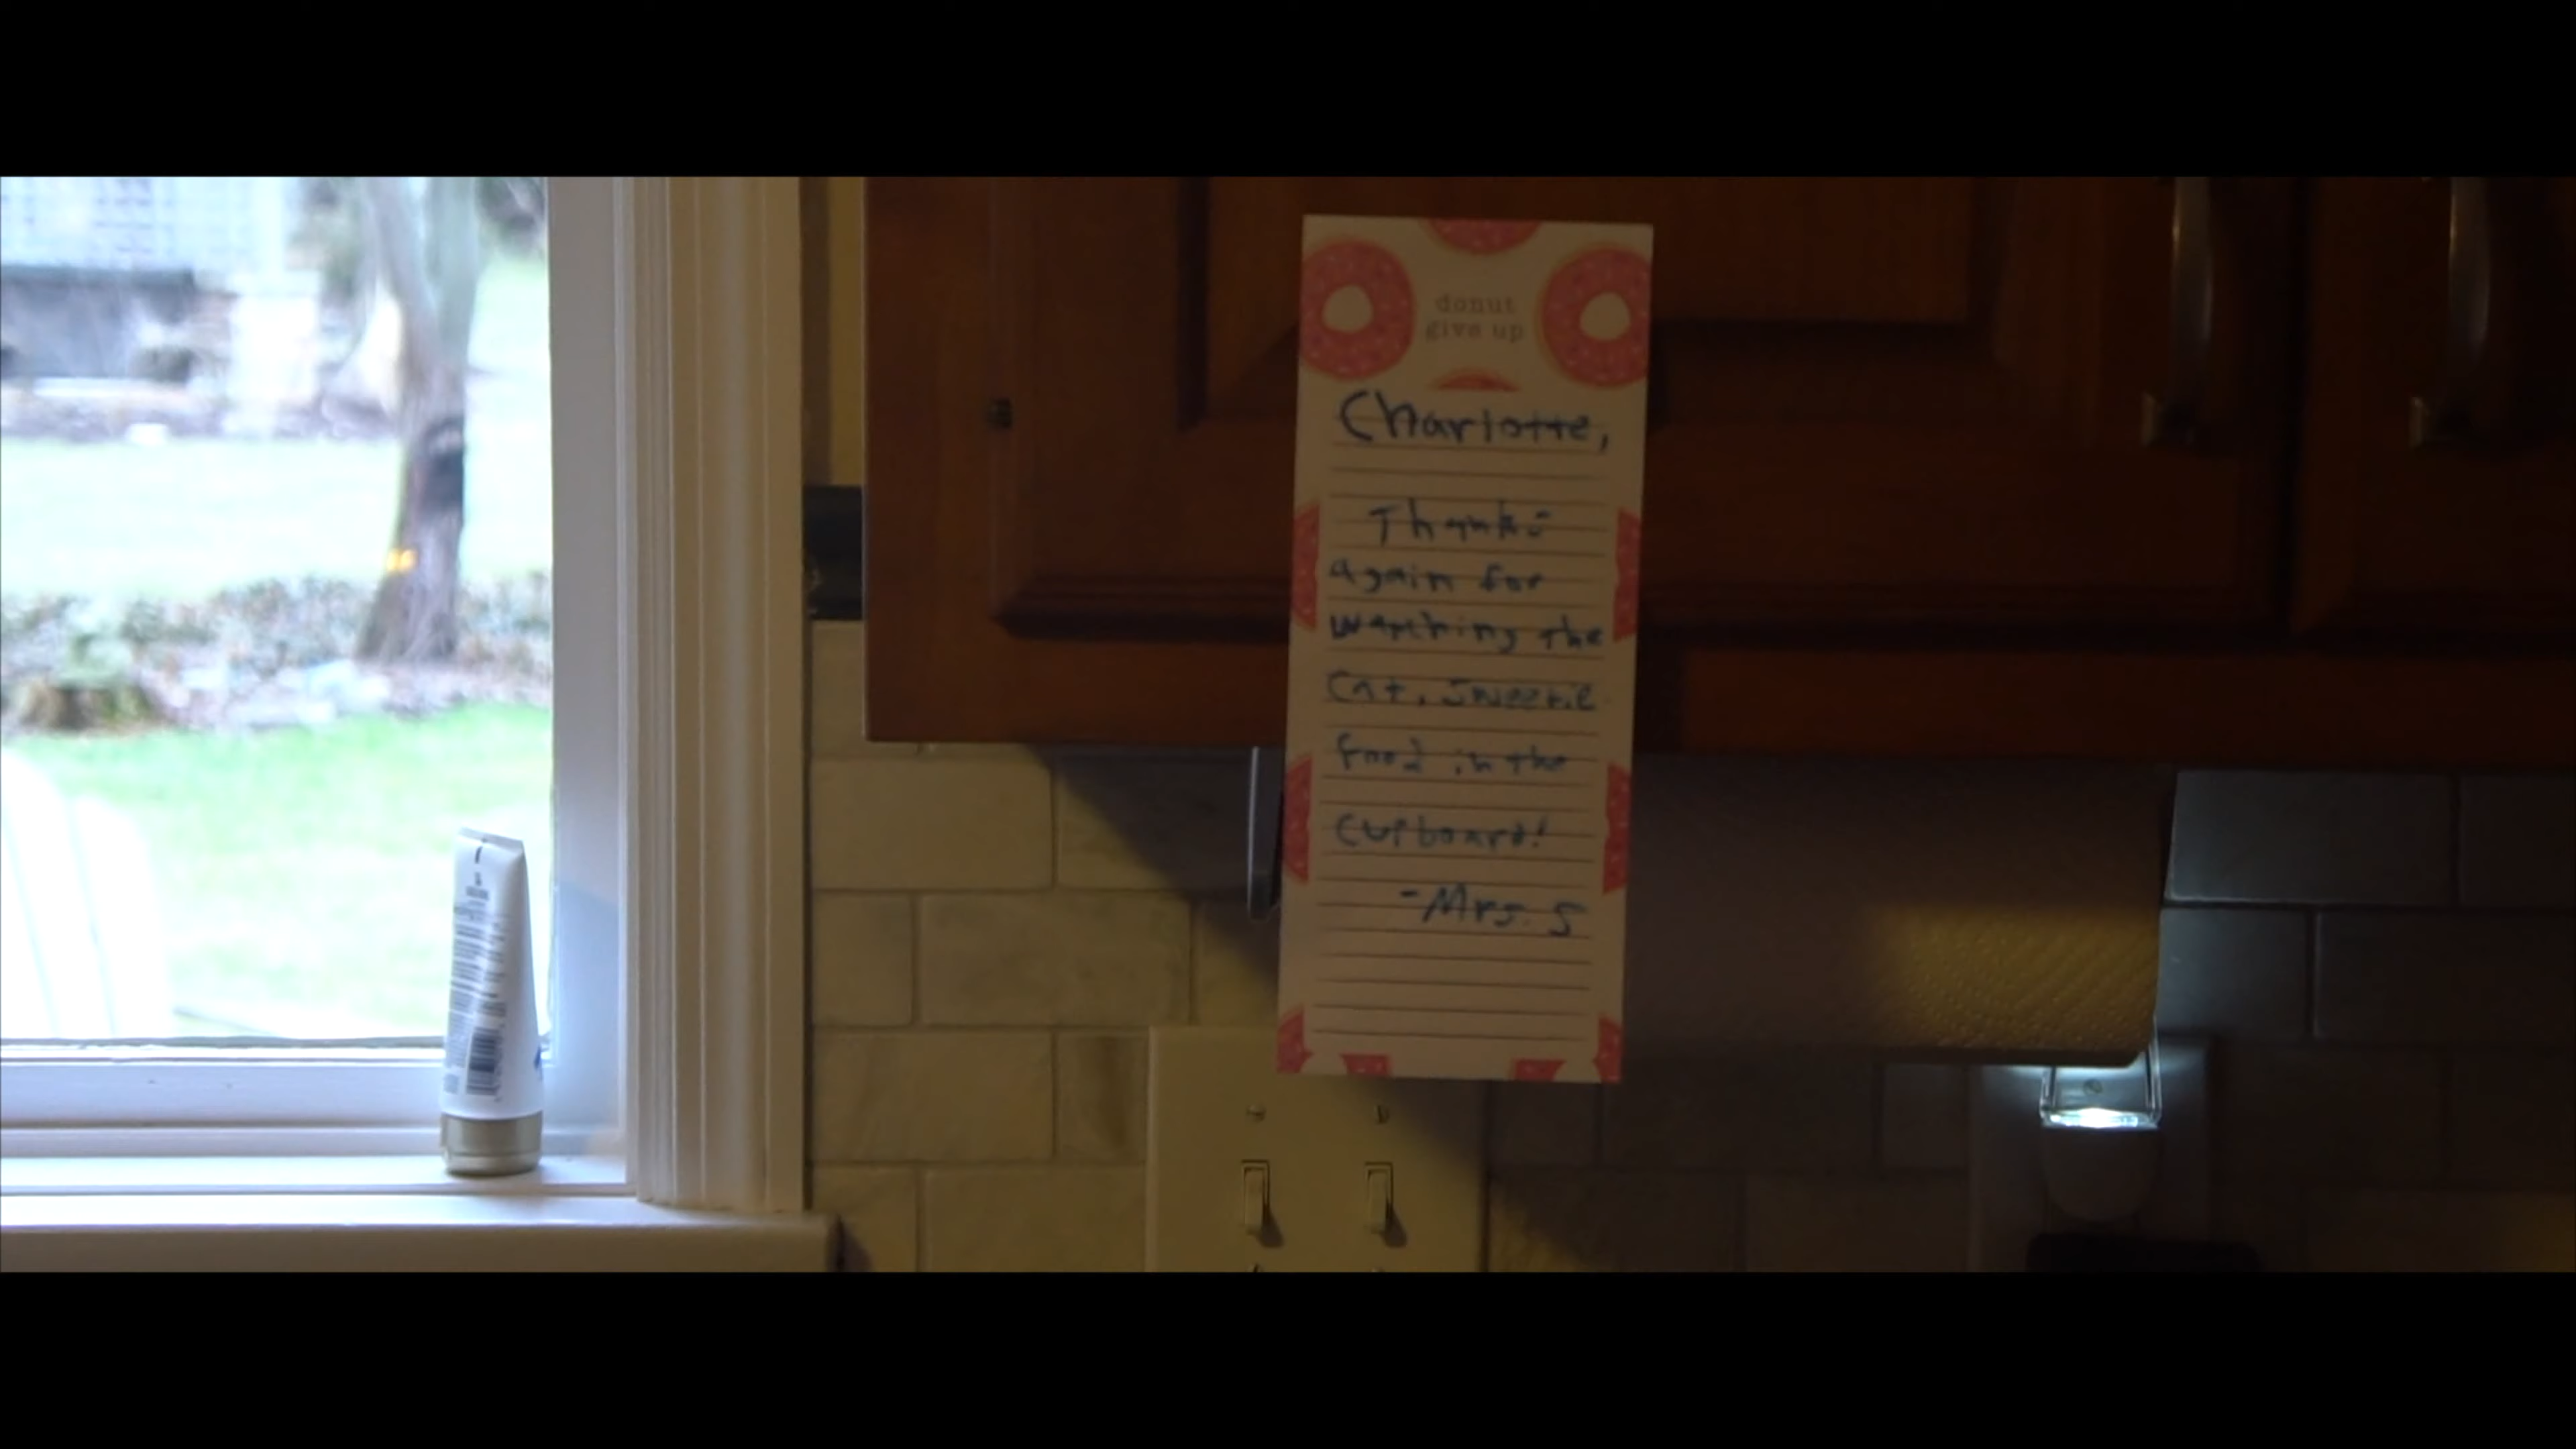 donut
give up
Charlotte,
Thanks
again for
watching the
Cat, Sweetie.
Food in the
Cupboard!
-Mrs. S